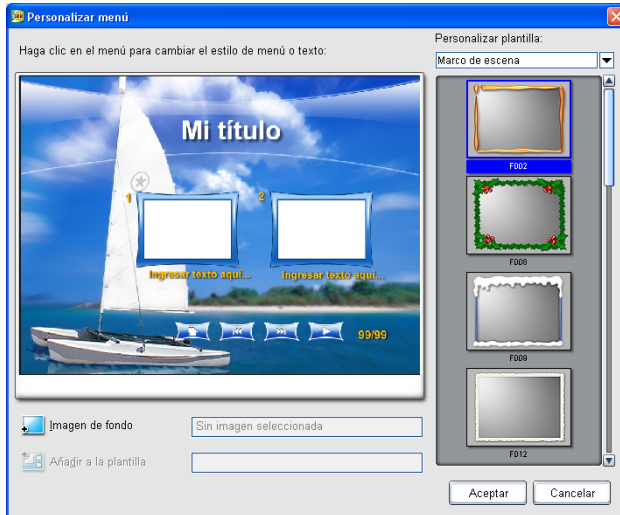 Personalizar menú
Haga clic en el menú para cambiar el estilo de menú o texto:
Personalizar plantilla:
Marco de escena
Mi título
1
2
Ingresar texto aquí...
Ingresar texto aquí...
99/99
F002
F008
F009
F012
Imagen de fondo
Sin imagen seleccionada
Añadir a la plantilla
Aceptar
Cancelar